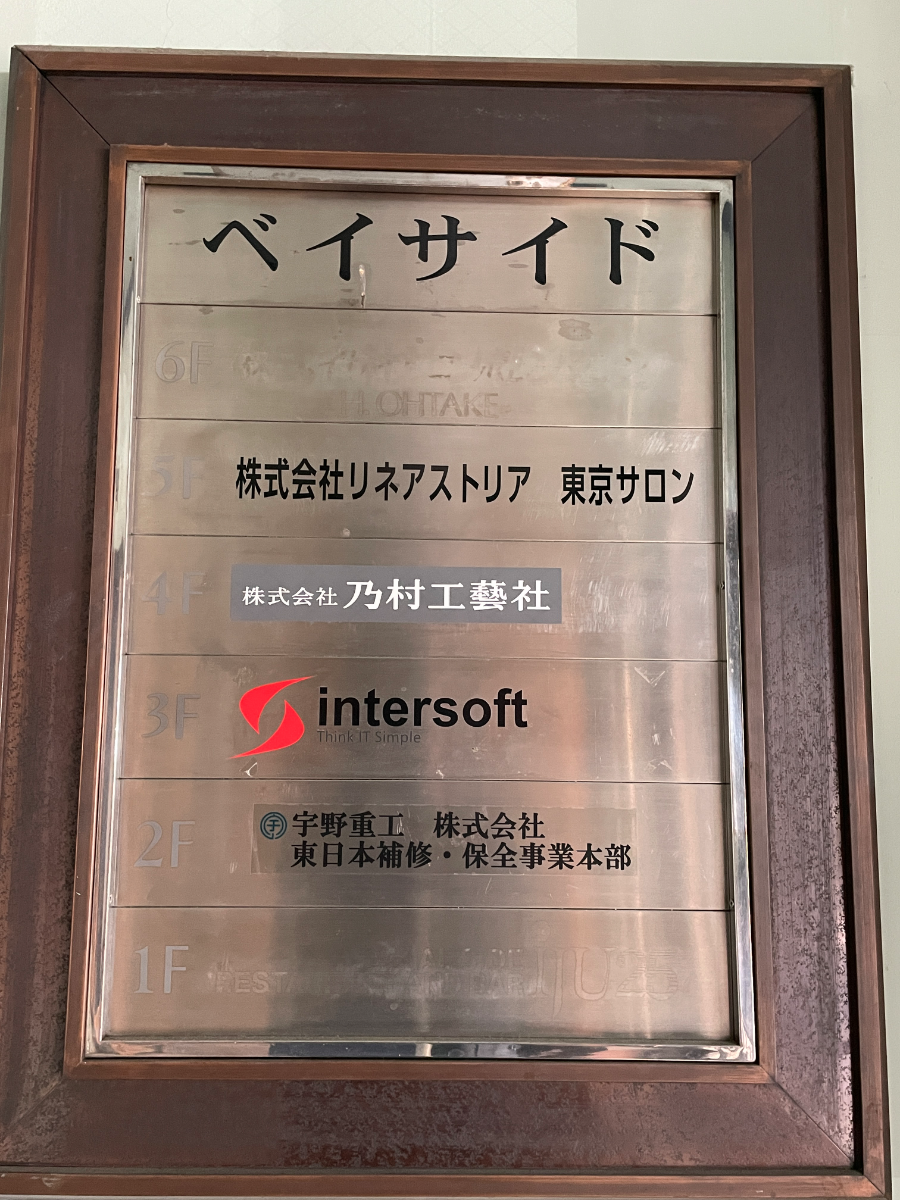 ベイサイド
6F
H. OHTAKE
5F 株式会社リネアストリア 東京サロン
4F 株式会社 乃村工藝社
3F intersoft
Think IT Simple
2F 宇野重工 株式会社
東日本補修・保全事業本部
1F